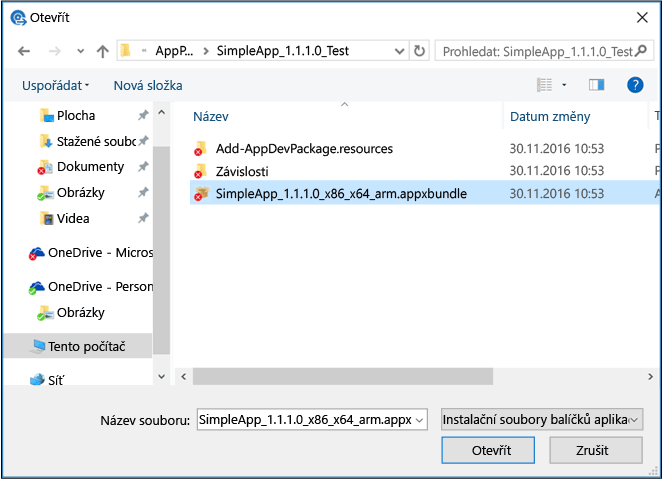 Otevřít
« AppP... > SimpleApp_1.1.1.0_Test
Prohledat: SimpleApp_1.1.1.0_Test
Uspořádat
Nová složka
?
Plocha
Stažené soubo
Dokumenty
Obrázky
Videa
OneDrive - Micros
OneDrive - Person
Obrázky
Tento počítač
Síť
Název Datum změny T
Add-AppDevPackage.resources 30.11.2016 10:53
Závislosti 30.11.2016 10:53
SimpleApp_1.1.1.0_x86_x64_arm.appxbundle 30.11.2016 10:53 A
Název souboru: SimpleApp_1.1.1.0_x86_x64_arm.appx Instalační soubory balíčků aplika
Otevřít Zrušit